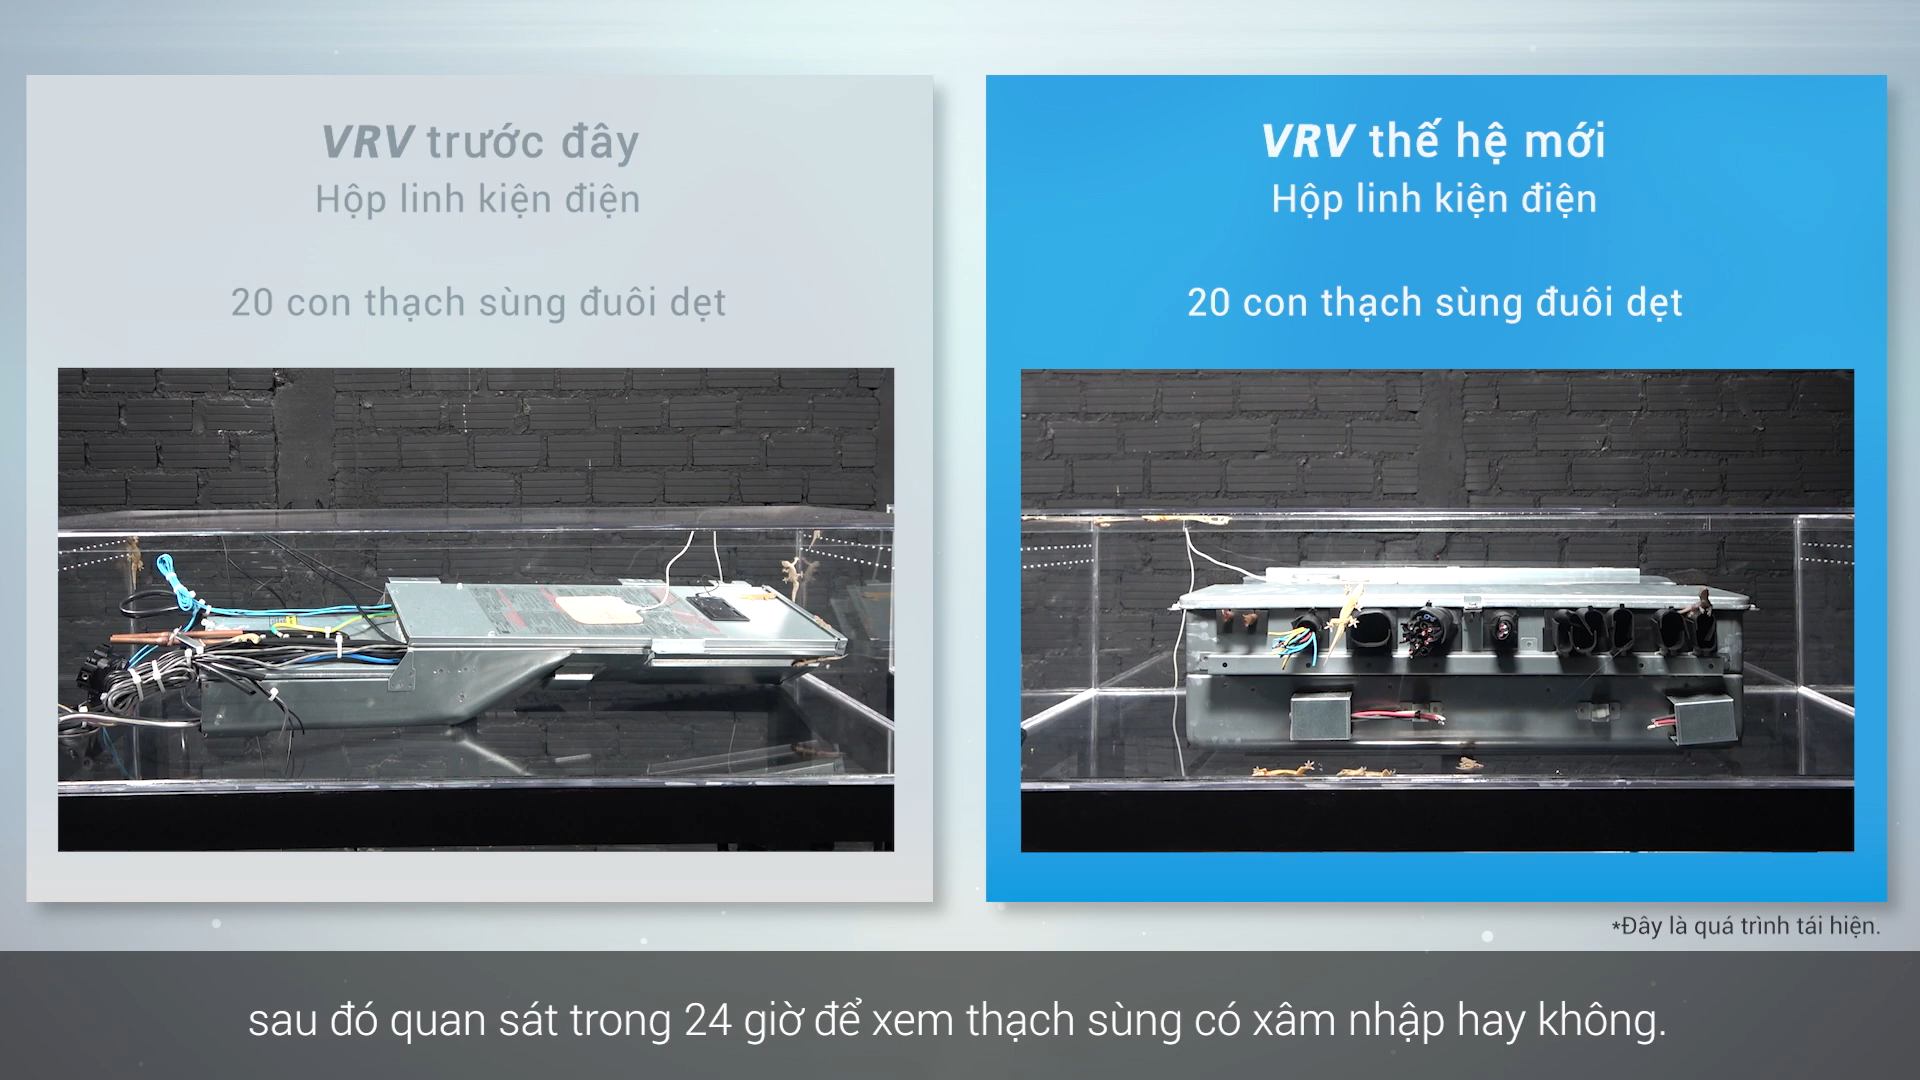 VRV trước đây
Hộp linh kiện điện
20 con thạch sùng đuôi dẹt
VRV thế hệ mới
Hộp linh kiện điện
20 con thạch sùng đuôi dẹt
*Đây là quá trình tái hiện.
sau đó quan sát trong 24 giờ để xem thạch sùng có xâm nhập hay không.